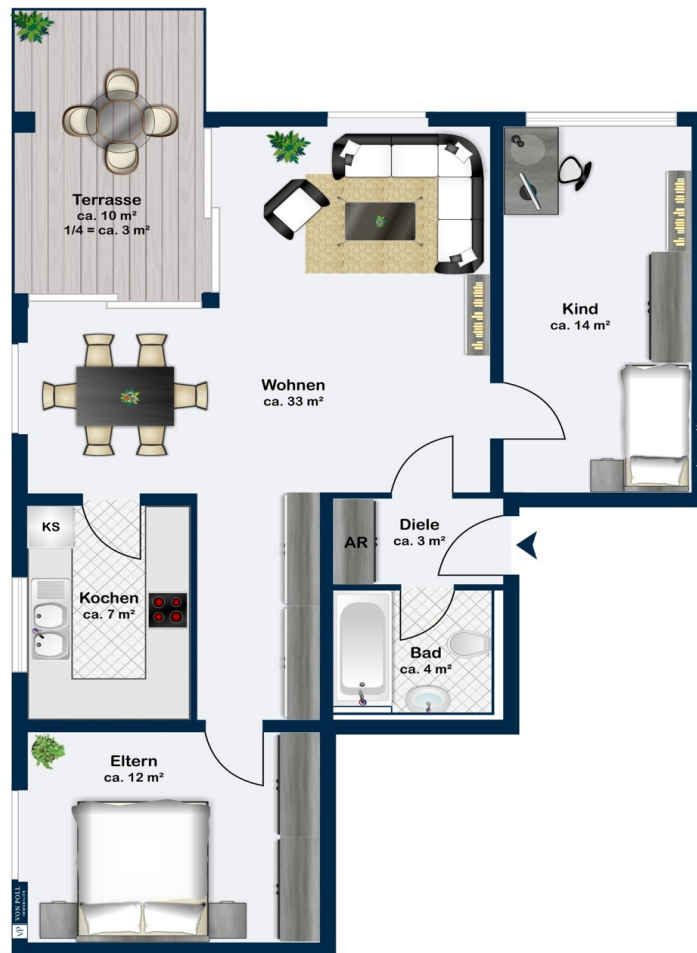 Terrasse
ca. 10 m²
1/4 = ca. 3 m²
Kind
ca. 14 m²
Wohnen
ca. 33 m²
KS
Kochen
ca. 7 m²
AR
Diele
ca. 3 m²
Bad
ca. 4 m²
Eltern
ca. 12 m²
VP
VON POLL